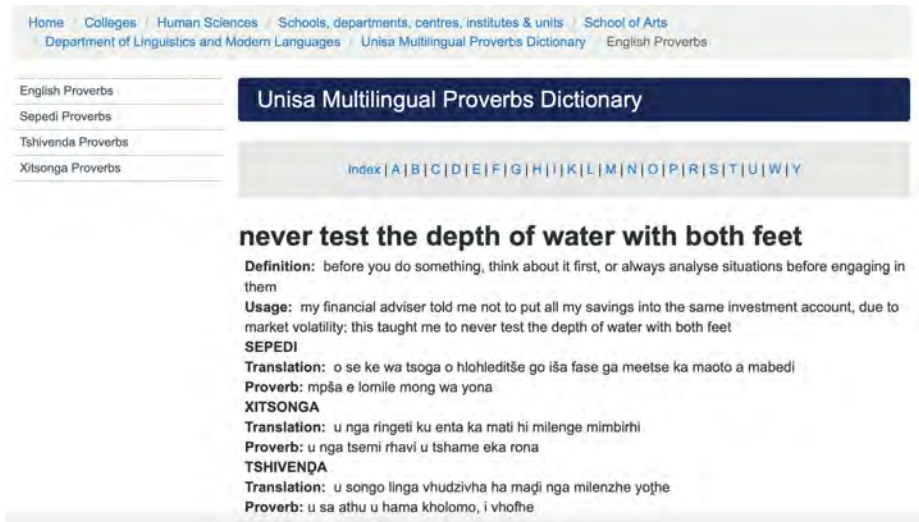 Home / Colleges / Human Sciences / Schools, departments, centres, institutes & units / School of Arts
/ Department of Linguistics and Modern Languages / Unisa Multilingual Proverbs Dictionary / English Proverbs
English Proverbs
Sepedi Proverbs
Tshivenda Proverbs
Xitsonga Proverbs
Unisa Multilingual Proverbs Dictionary
Index | A | B | C | D | E | F | G | H | I | K | L | M | N | O | P | R | S | T | U | W | Y
never test the depth of water with both feet
Definition: before you do something, think about it first, or always analyse situations before engaging in
them
Usage: my financial adviser told me not to put all my savings into the same investment account, due to
market volatility; this taught me to never test the depth of water with both feet
SEPEDI
Translation: o se ke wa tsoga o hlohleditše go iša fase ga meetse ka maoto a mabedi
Proverb: mpša e lomile mong wa yona
XITSONGA
Translation: u nga ringeti ku enta ka mati hi milenge mimbirhi
Proverb: u nga tsemi rhavi u tshame eka rona
TSHIVENḒA
Translation: u songo linga vhudzivha ha maḓi nga milenzhe yoṱhe
Proverb: u sa athu u hama kholomo, i vhofhe